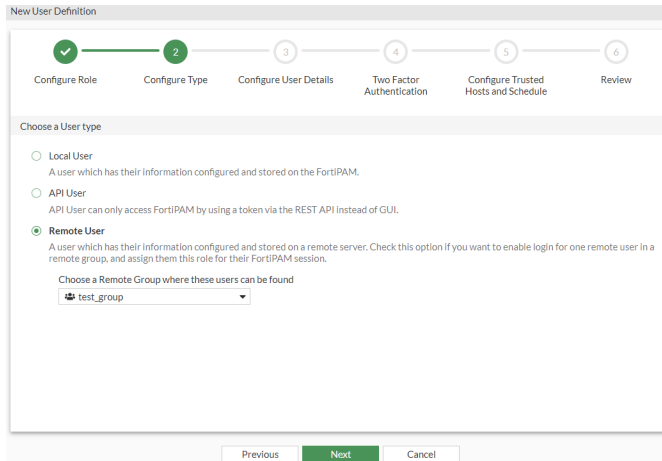 New User Definition
2
3
4
5
6
Configure Role
Configure Type
Configure User Details
Two Factor
Authentication
Configure Trusted
Hosts and Schedule
Review
Choose a User type
Local User
A user which has their information configured and stored on the FortiPAM.
API User
API User can only access FortiPAM by using a token via the REST API instead of GUI.
Remote User
A user which has their information configured and stored on a remote server. Check this option if you want to enable login for one remote user in a
remote group, and assign them this role for their FortiPAM session.
Choose a Remote Group where these users can be found
test_group
Previous
Next
Cancel